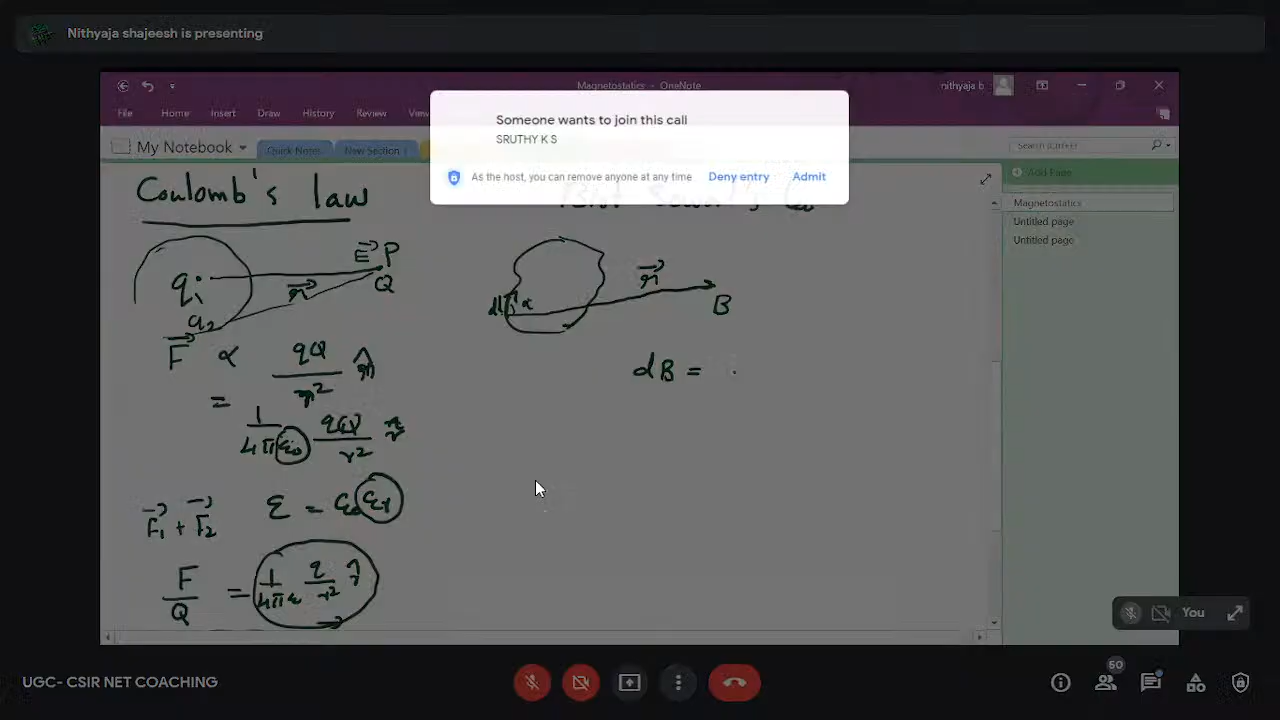 Nithyaja shajeesh is presenting
Magnetostatics - OneNote
nithyaja b
File Home Insert Draw History Review View
Someone wants to join this call
SRUTHY K S
As the host, you can remove anyone at any time Deny entry Admit
My Notebook Quick Notes New Section 1
Search (Ctrl+E)
Add Page
Magnetostatics
Untitled page
Untitled page
Coulomb's law
E P
q₁ r Q
q₂
F ∝ qQ/r² r̂
= 1/4πε₀ qQ/r² r̂
F₁ + F₂ ε = ε₀ εr
F/Q = 1/4πε q/r² r̂
r
dl
B
dB =
You
UGC- CSIR NET COACHING
50